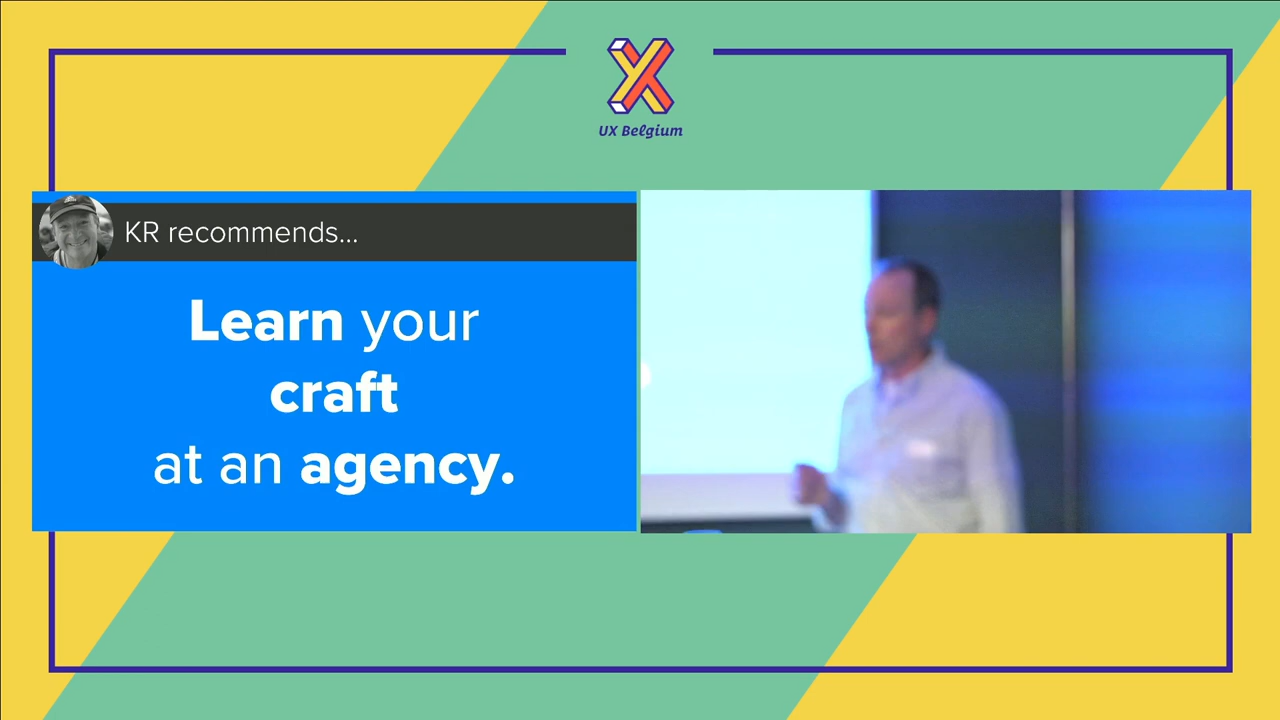 UX Belgium
KR recommends...
Learn your
craft
at an agency.